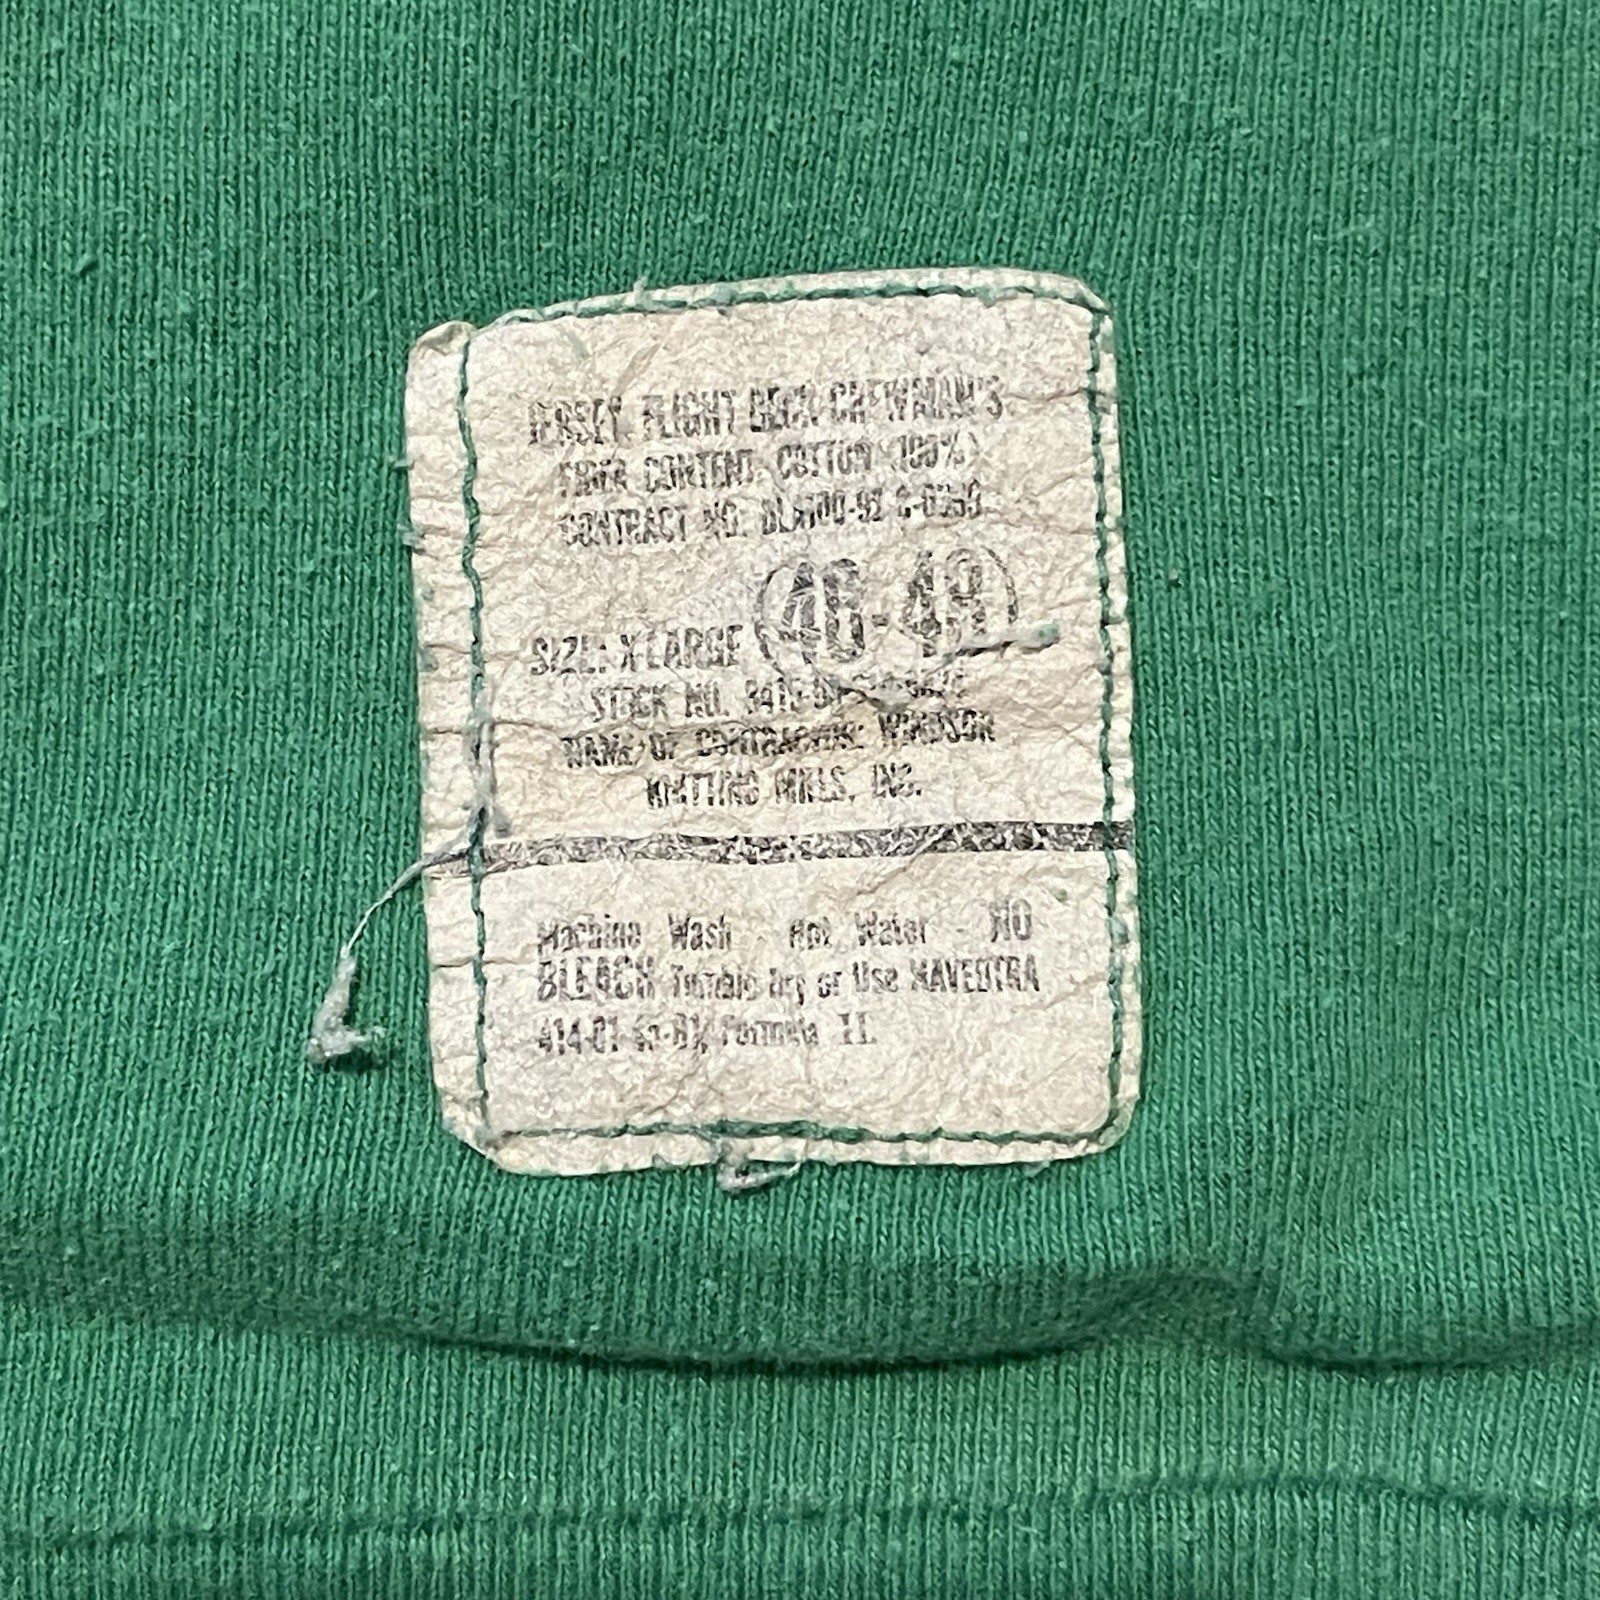 JERSEY, FLIGHT DECK CREWMAN'S
FIBER CONTENT: COTTON (100%)
CONTRACT NO:
SIZE: X-LARGE 46-48
STOCK NO.
NAME OF CONTRACTOR: WINDSOR
KNITTING MILLS, INC.
Machine Wash - Hot Water - NO
BLEACH Tumble Dry or Use NAVEDTRA
Formula II.